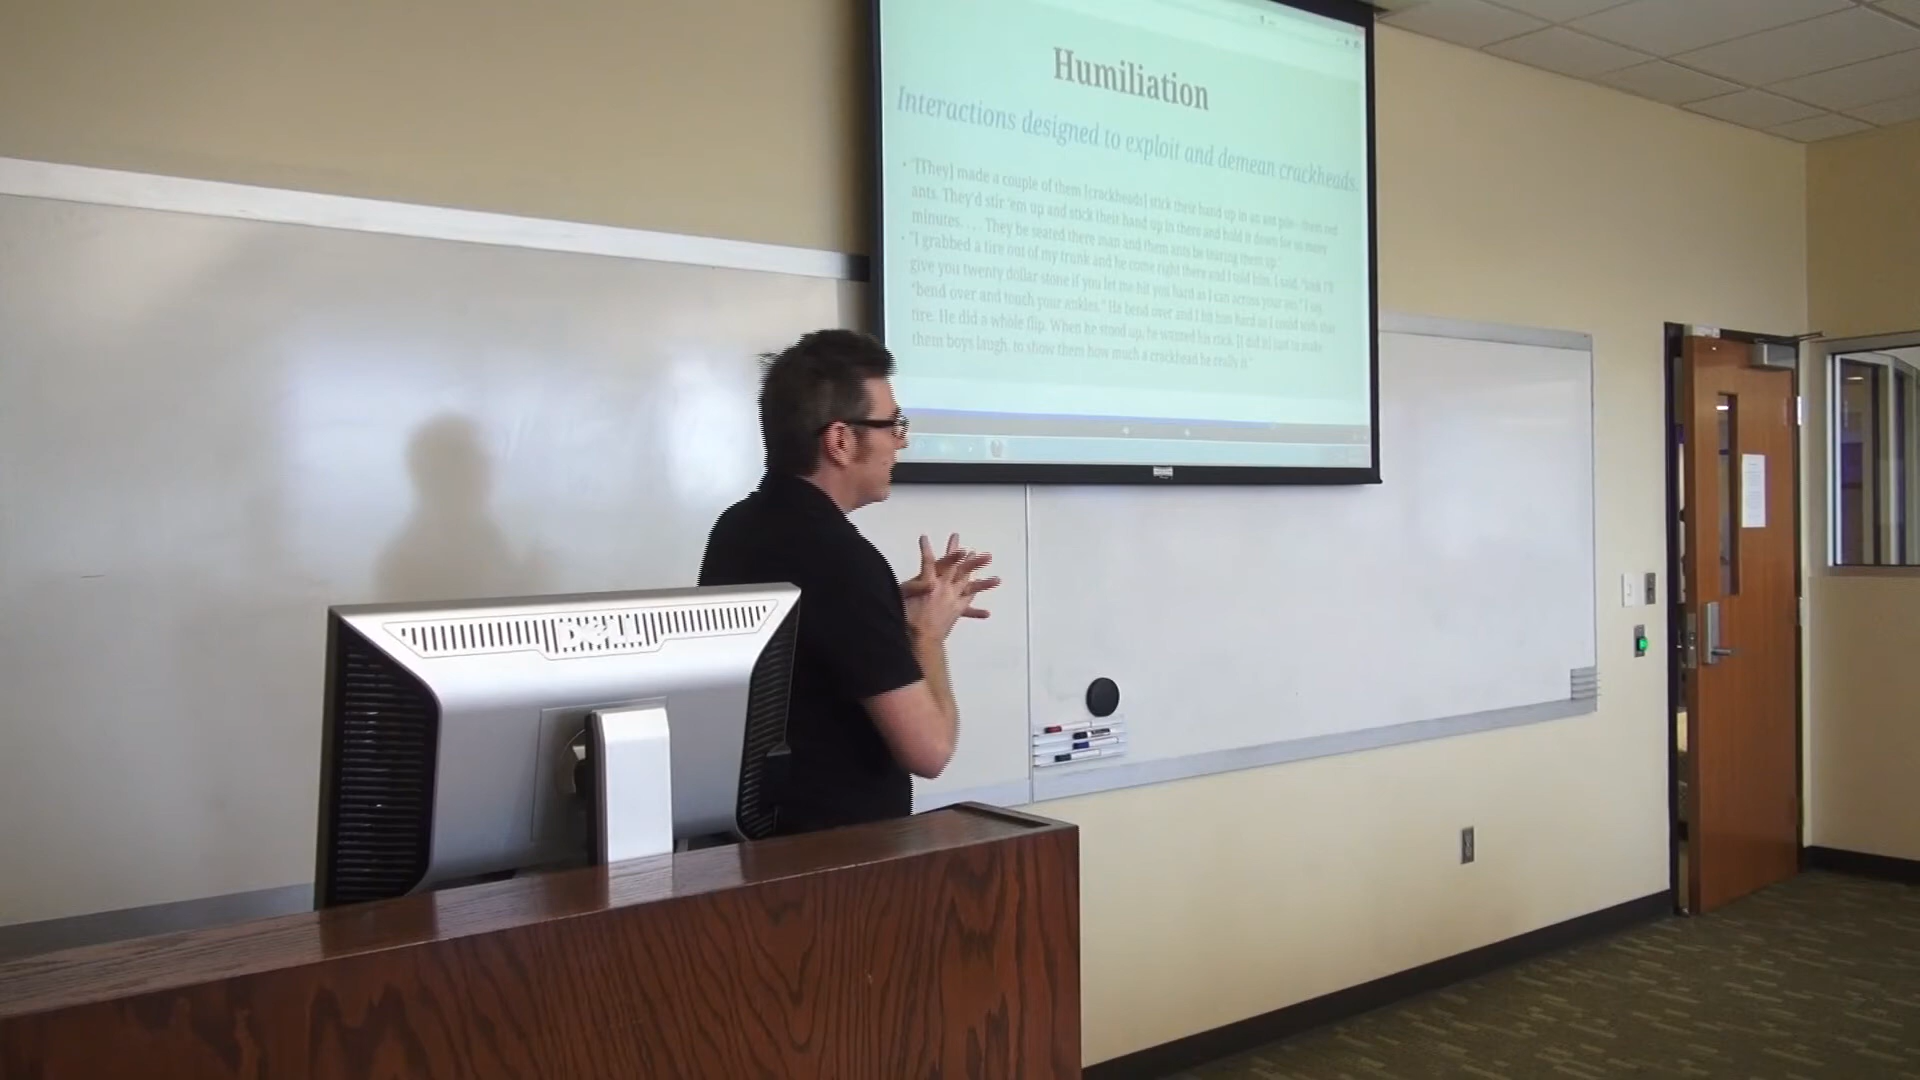 Humiliation
Interactions designed to exploit and demean crackheads.
• "[They] made a couple of them [crackheads] stick their hand up in an ant pile - them red
ants. They'd stir 'em up and stick their hand up in there and hold it down for so many
minutes. . . . They be seated there man and them ants be tearing them up."
• "I grabbed a tire out of my trunk and he come right there and I told him, I said, "look I'll
give you twenty dollar stone if you let me hit you hard as I can across your ass." I say,
"bend over and touch your ankles." He bend over and I hit him hard as I could with this
tire. He did a whole flip. When he stood up, he wanted his rock. [I did it] just to make
them boys laugh, to show them how much a crackhead he really is."
DELL